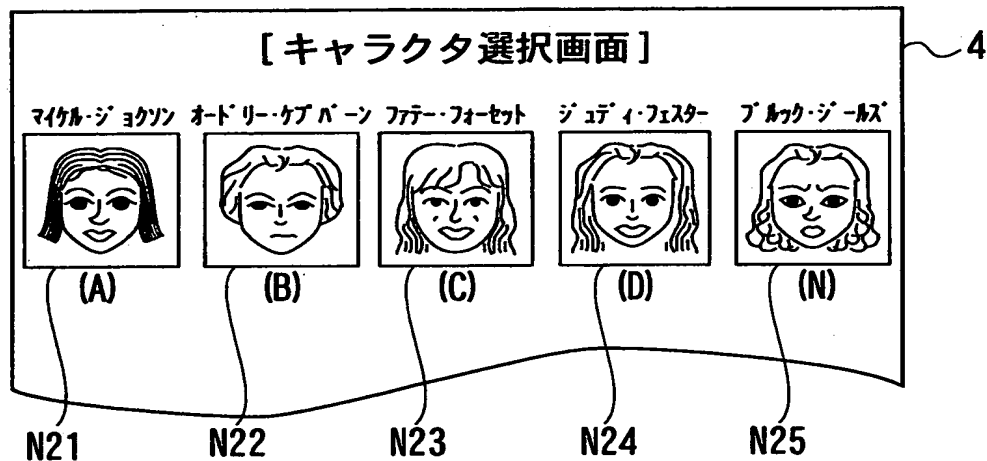 [キャラクタ選択画面]
4
マイケル・ジョクソン オードリー・ケプバーン ファテー・フォーセット ジュディ・フェスター ブルック・ジールズ
(A) (B) (C) (D) (N)
N21 N22 N23 N24 N25